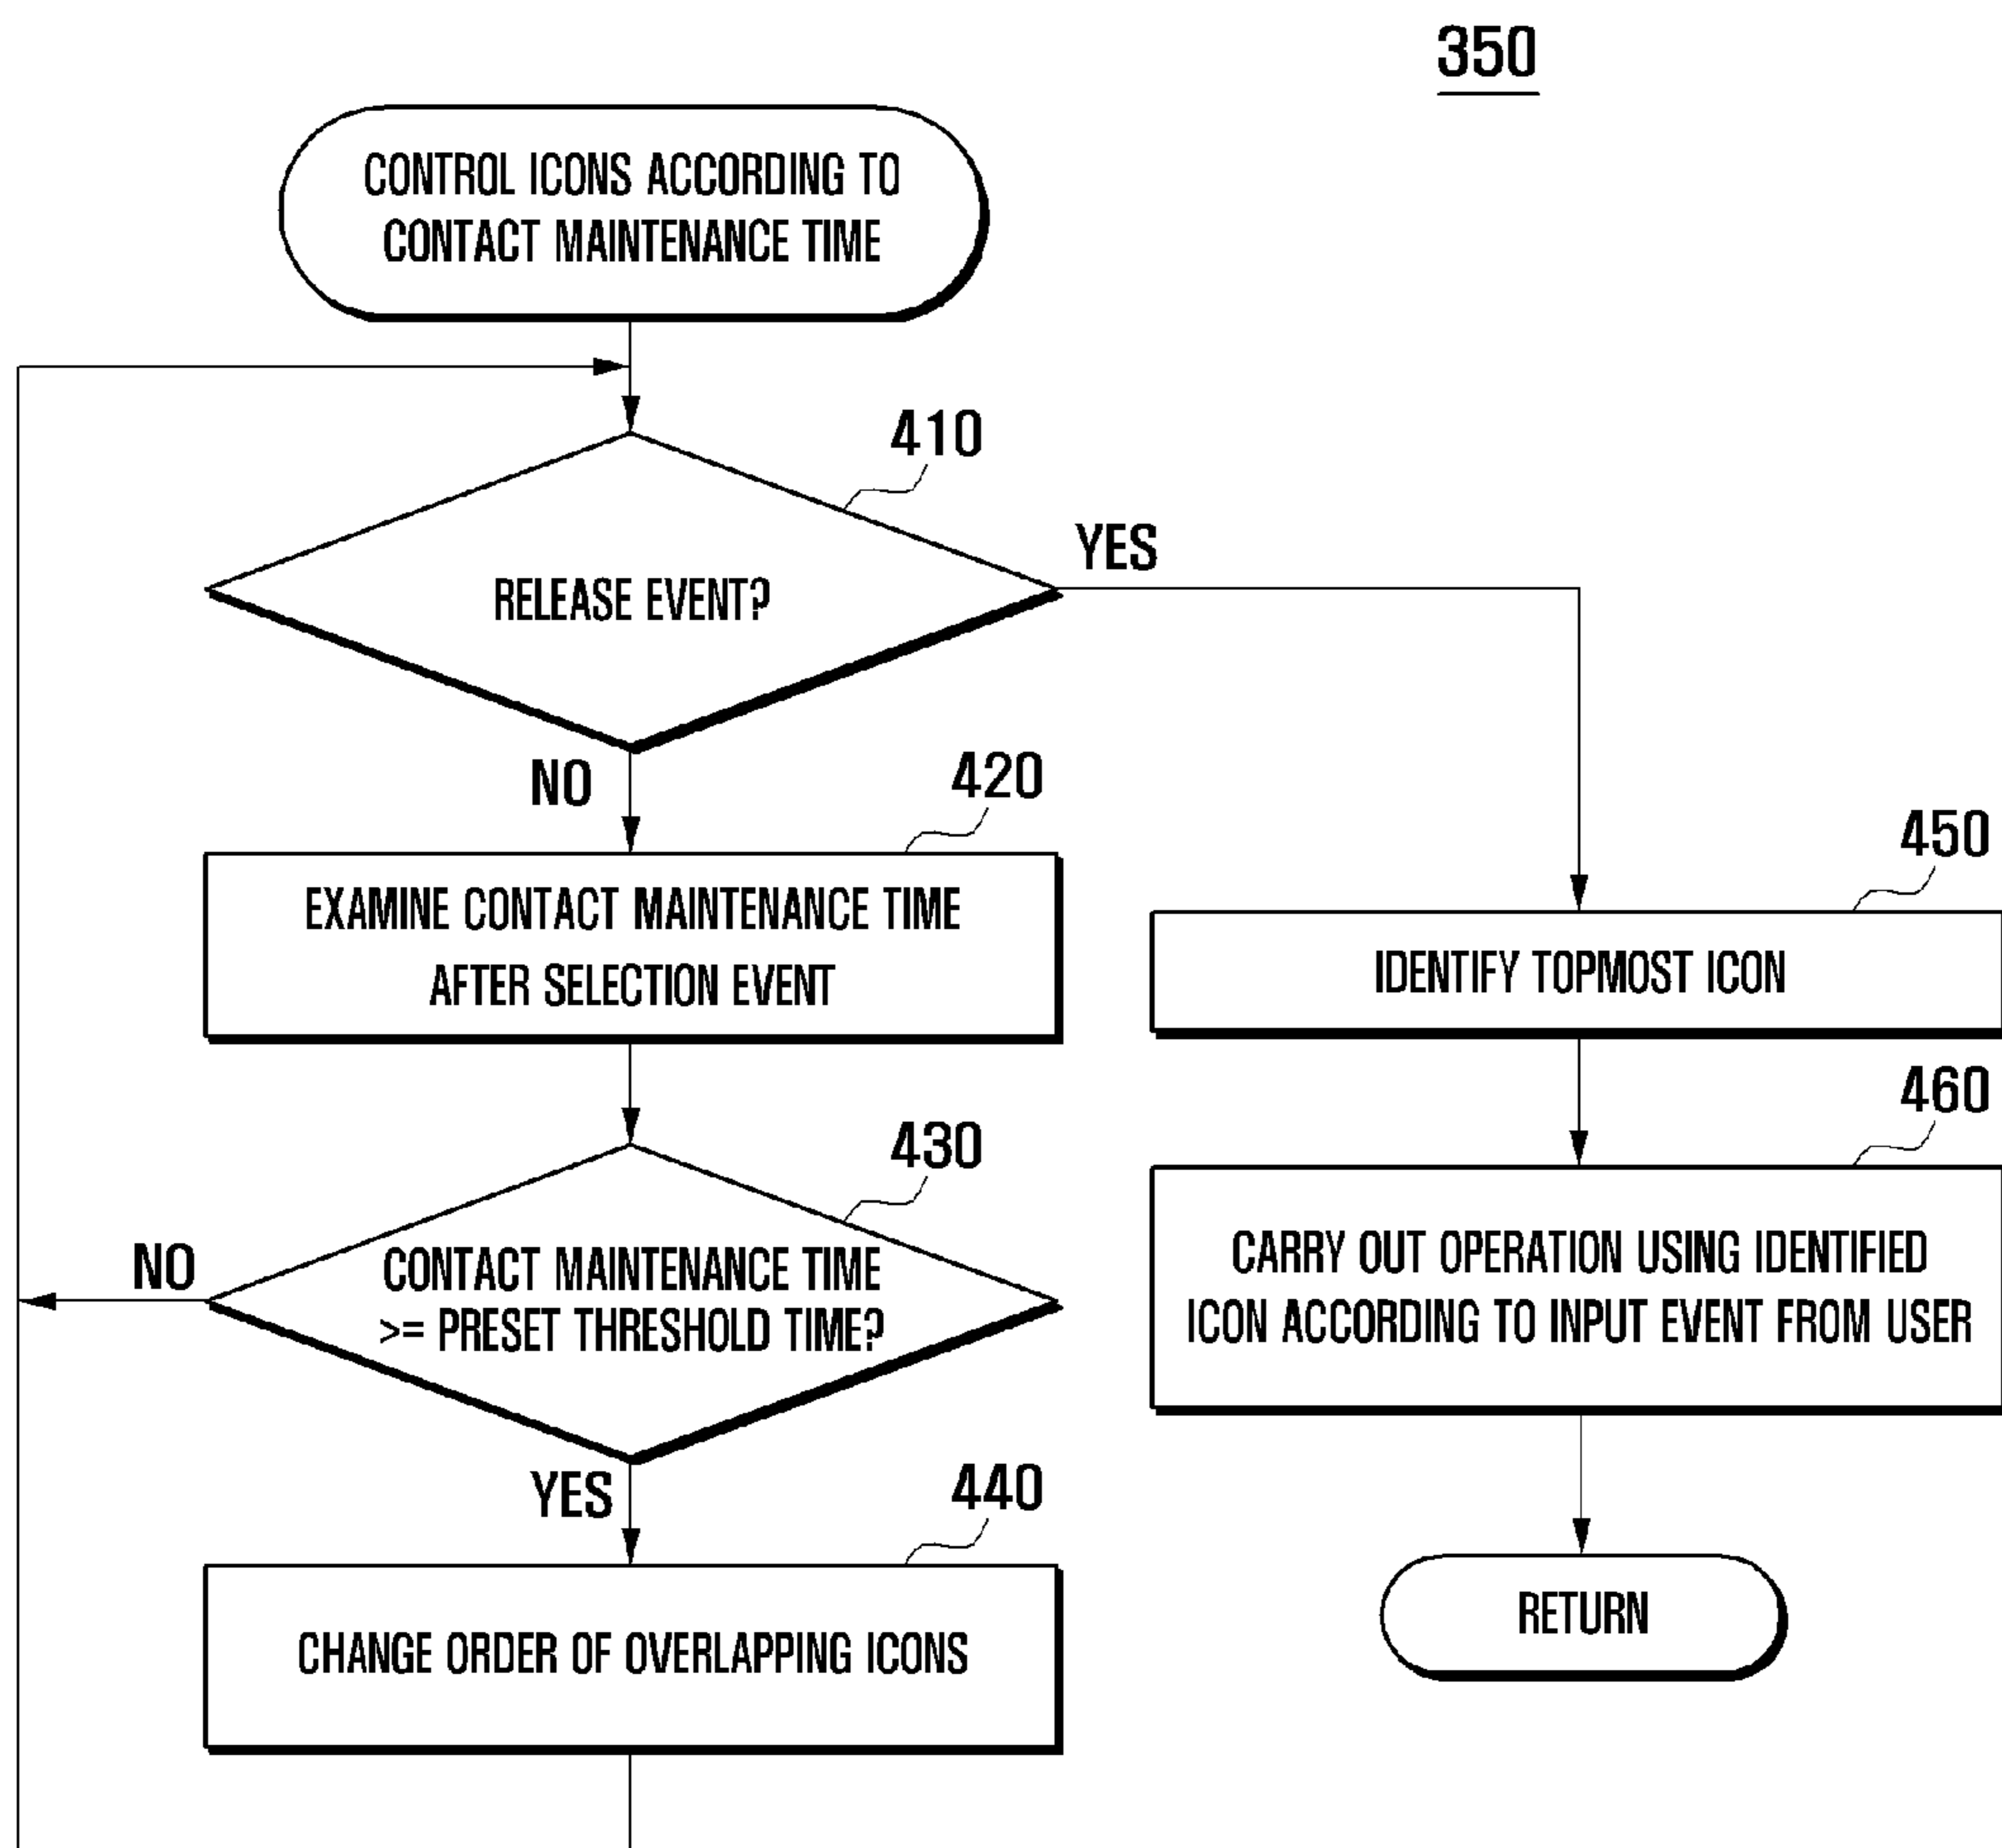 350
CONTROL ICONS ACCORDING TO
CONTACT MAINTENANCE TIME
410
RELEASE EVENT?
YES
NO
420
EXAMINE CONTACT MAINTENANCE TIME
AFTER SELECTION EVENT
430
CONTACT MAINTENANCE TIME
>= PRESET THRESHOLD TIME?
NO
YES
440
CHANGE ORDER OF OVERLAPPING ICONS
450
IDENTIFY TOPMOST ICON
460
CARRY OUT OPERATION USING IDENTIFIED
ICON ACCORDING TO INPUT EVENT FROM USER
RETURN